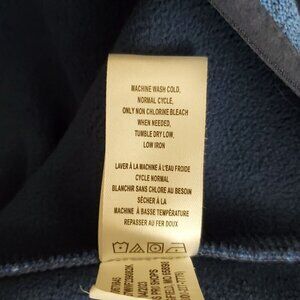 MACHINE WASH COLD,
NORMAL CYCLE,
ONLY NON CHLORINE BLEACH
WHEN NEEDED,
TUMBLE DRY LOW,
LOW IRON
LAVER À LA MACHINE À L'EAU FROIDE
CYCLE NORMAL
BLANCHIR SANS CHLORE AU BESOIN
SÉCHER À LA
MACHINE À BASSE TEMPÉRATURE
REPASSER AU FER DOUX